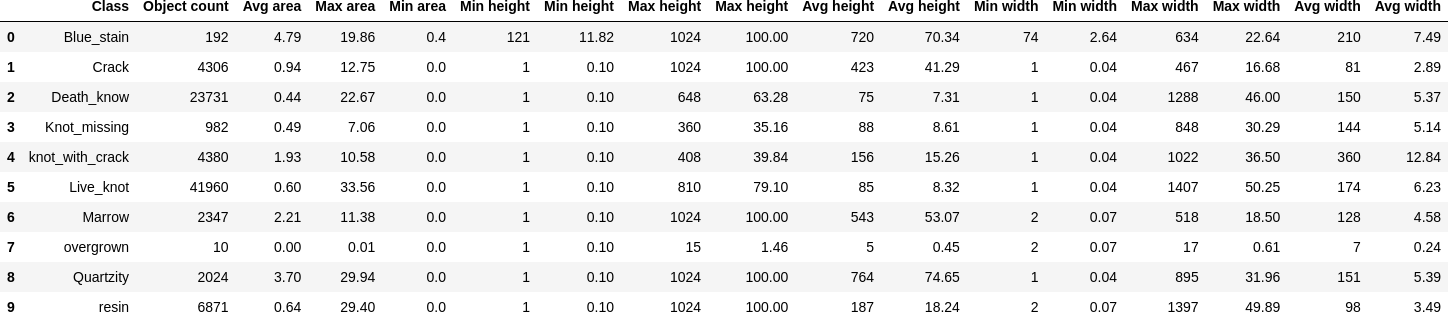 Class Object count Avg area Max area Min area Min height Min height Max height Max height Avg height Avg height Min width Min width Max width Max width Avg width Avg width
0 Blue_stain 192 4.79 19.86 0.4 121 11.82 1024 100.00 720 70.34 74 2.64 634 22.64 210 7.49
1 Crack 4306 0.94 12.75 0.0 1 0.10 1024 100.00 423 41.29 1 0.04 467 16.68 81 2.89
2 Death_know 23731 0.44 22.67 0.0 1 0.10 648 63.28 75 7.31 1 0.04 1288 46.00 150 5.37
3 Knot_missing 982 0.49 7.06 0.0 1 0.10 360 35.16 88 8.61 1 0.04 848 30.29 144 5.14
4 knot_with_crack 4380 1.93 10.58 0.0 1 0.10 408 39.84 156 15.26 1 0.04 1022 36.50 360 12.84
5 Live_knot 41960 0.60 33.56 0.0 1 0.10 810 79.10 85 8.32 1 0.04 1407 50.25 174 6.23
6 Marrow 2347 2.21 11.38 0.0 1 0.10 1024 100.00 543 53.07 2 0.07 518 18.50 128 4.58
7 overgrown 10 0.00 0.01 0.0 1 0.10 15 1.46 5 0.45 2 0.07 17 0.61 7 0.24
8 Quartzity 2024 3.70 29.94 0.0 1 0.10 1024 100.00 764 74.65 1 0.04 895 31.96 151 5.39
9 resin 6871 0.64 29.40 0.0 1 0.10 1024 100.00 187 18.24 2 0.07 1397 49.89 98 3.49